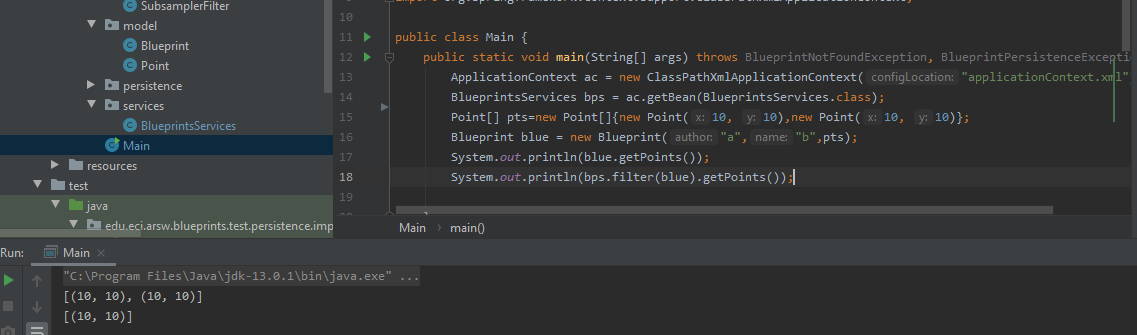 SubsamplerFilter
model
Blueprint
Point
persistence
services
BlueprintsServices
Main
resources
test
java
edu.eci.arsw.blueprints.test.persistence.imp
10
11 public class Main {
12 public static void main(String[] args) throws BlueprintNotFoundException, BlueprintPersistenceExceptio
13 ApplicationContext ac = new ClassPathXmlApplicationContext( configLocation: "applicationContext.xml"
14 BlueprintsServices bps = ac.getBean(BlueprintsServices.class);
15 Point[] pts=new Point[]{new Point( x: 10, y: 10),new Point( x: 10, y: 10)};
16 Blueprint blue = new Blueprint( author: "a", name: "b",pts);
17 System.out.println(blue.getPoints());
18 System.out.println(bps.filter(blue).getPoints());
19
Main › main()
Run: Main ×
"C:\Program Files\Java\jdk-13.0.1\bin\java.exe" ...
[(10, 10), (10, 10)]
[(10, 10)]